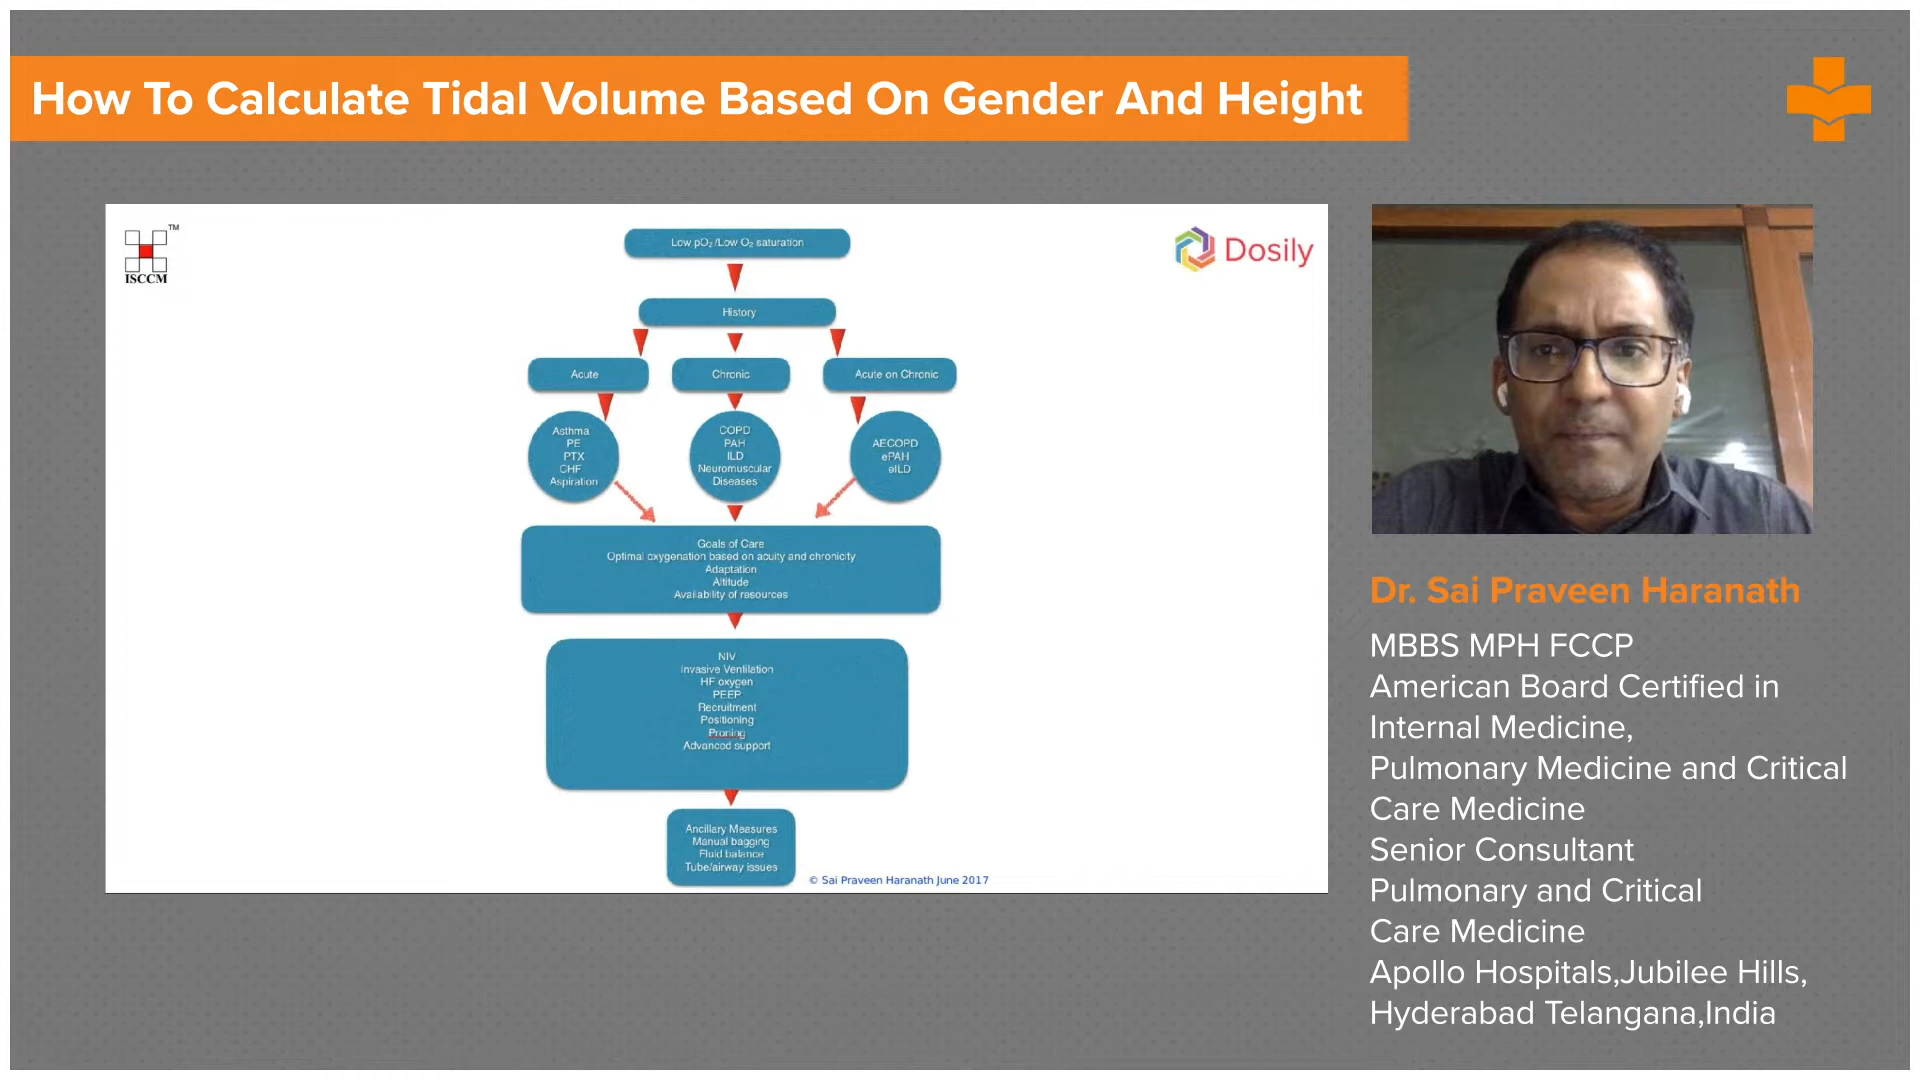 How To Calculate Tidal Volume Based On Gender And Height
TM
ISCCM
Dosily
Low pO₂ /Low O₂ saturation
History
Acute
Chronic
Acute on Chronic
Asthma
PE
PTX
CHF
Aspiration
COPD
PAH
ILD
Neuromuscular
Diseases
AECOPD
ePAH
eILD
Goals of Care
Optimal oxygenation based on acuity and chronicity
Adaptation
Altitude
Availability of resources
NIV
Invasive Ventilation
HF oxygen
PEEP
Recruitment
Positioning
Proning
Advanced support
Ancillary Measures
Manual bagging
Fluid balance
Tube/airway issues
© Sai Praveen Haranath June 2017
Dr. Sai Praveen Haranath
MBBS MPH FCCP
American Board Certified in
Internal Medicine,
Pulmonary Medicine and Critical
Care Medicine
Senior Consultant
Pulmonary and Critical
Care Medicine
Apollo Hospitals,Jubilee Hills,
Hyderabad Telangana,India